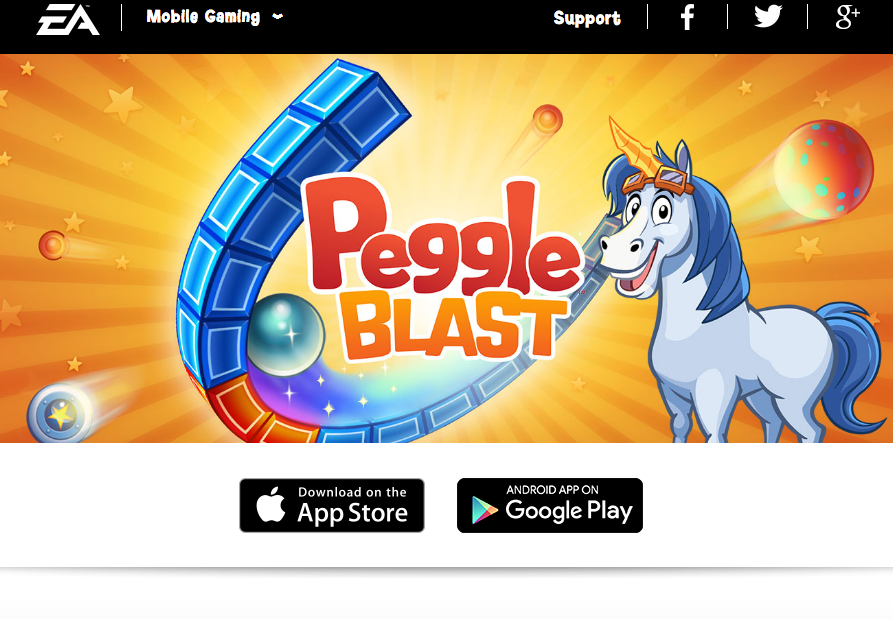 EA
Mobile Gaming
Support
g+
Peggle
BLAST
Download on the
App Store
ANDROID APP ON
Google Play